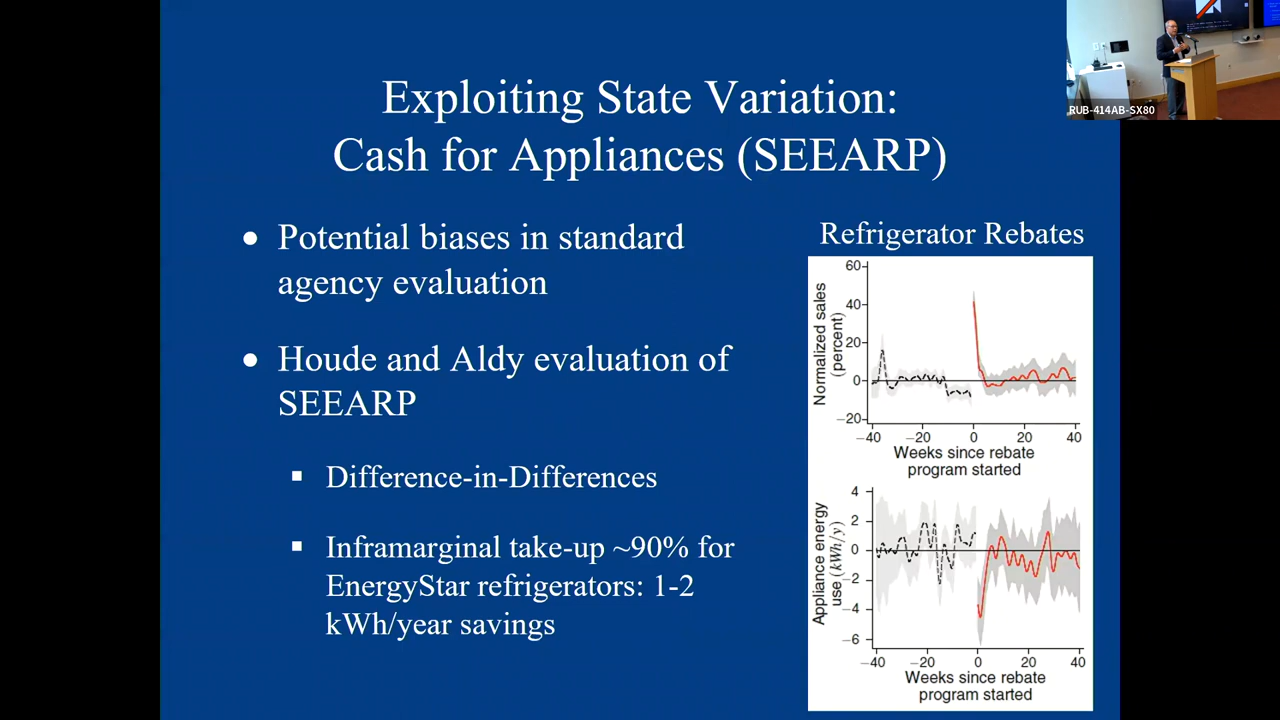 Exploiting State Variation:
Cash for Appliances (SEEARP)
RUB-414AB-SX80
● Potential biases in standard
agency evaluation
● Houde and Aldy evaluation of
SEEARP
▪ Difference-in-Differences
▪ Inframarginal take-up ~90% for
EnergyStar refrigerators: 1-2
kWh/year savings
Refrigerator Rebates
Normalized sales
(percent)
60
40
20
0
−20
−40 −20 0 20 40
Weeks since rebate
program started
Appliance energy
use (kWh/y)
4
2
0
−2
−4
−6
−40 −20 0 20 40
Weeks since rebate
program started